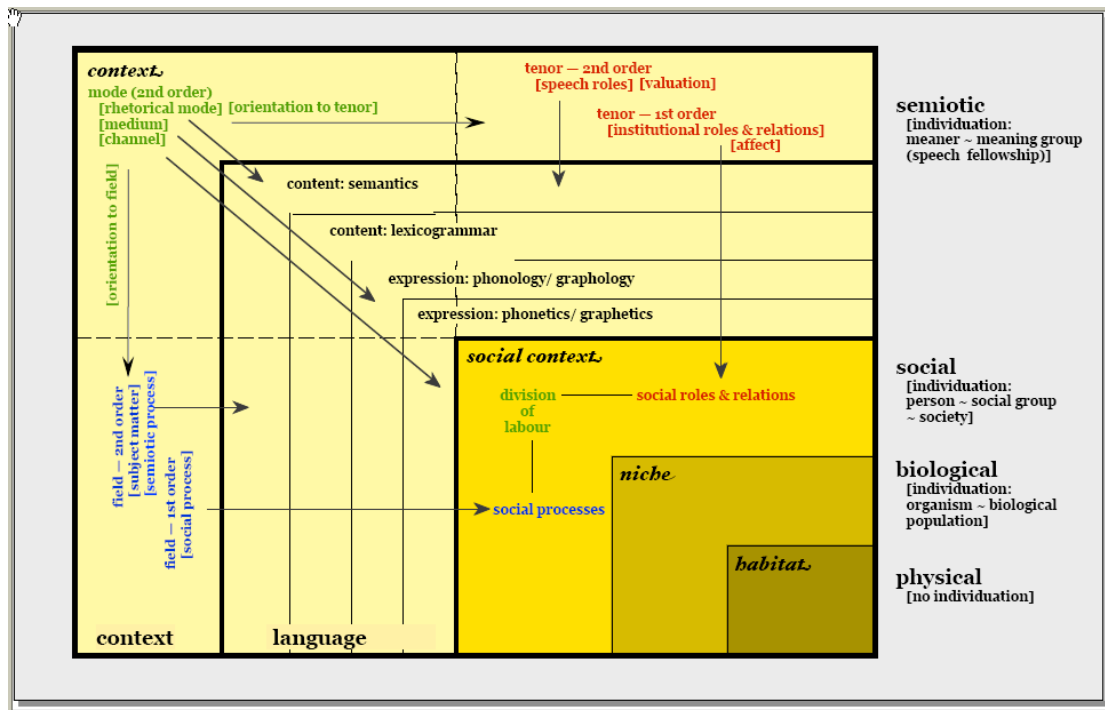 context
mode (2nd order)
[rhetorical mode] [orientation to tenor]
[medium]
[channel]
tenor — 2nd order
[speech roles] [valuation]
tenor — 1st order
[institutional roles & relations]
[affect]
semiotic
[individuation:
meaner ~ meaning group
(speech fellowship)]
content: semantics
content: lexicogrammar
expression: phonology/ graphology
expression: phonetics/ graphetics
[orientation to field]
field — 2nd order
[subject matter]
[semiotic process]
field — 1st order
[social process]
social context
division
of
labour
social roles & relations
social processes
social
[individuation:
person ~ social group
~ society]
niche
biological
[individuation:
organism ~ biological
population]
habitat
physical
[no individuation]
context
language